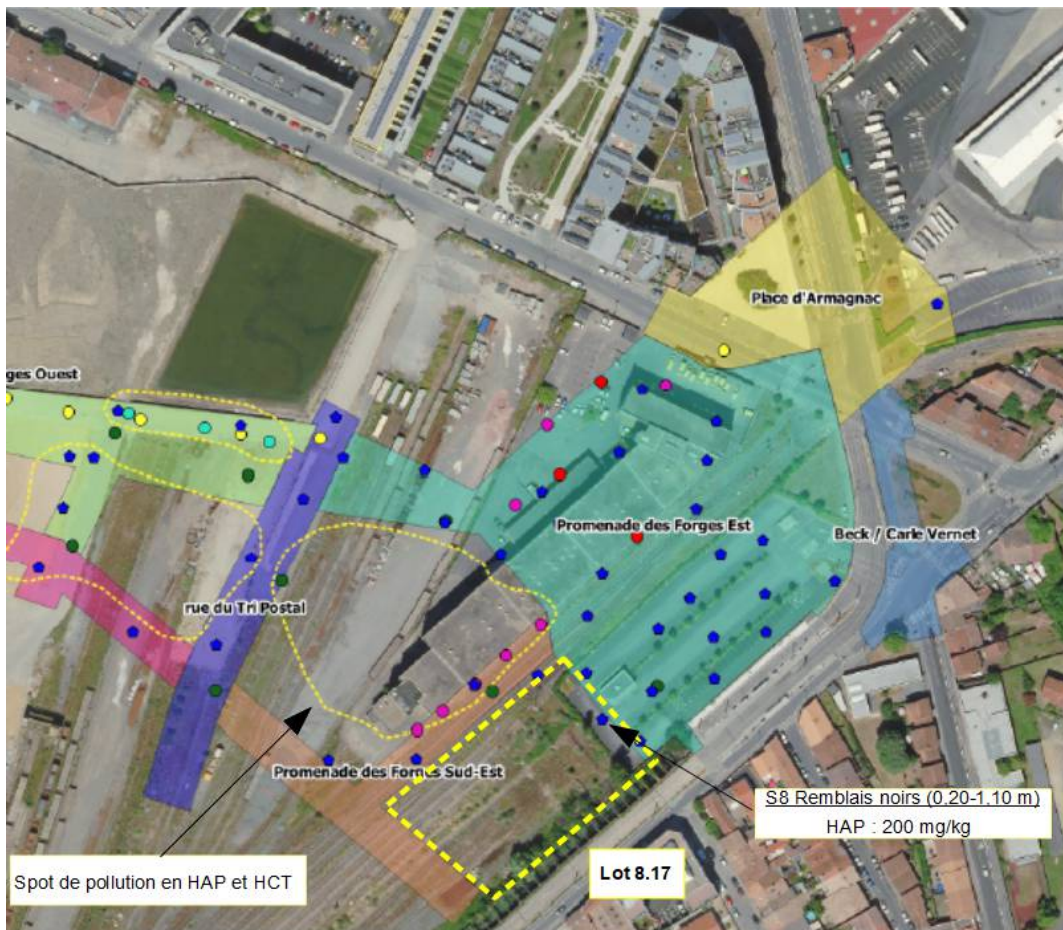 Place d'Armagnac
ges Ouest
Promenade des Forges Est
Beck / Carle Vernet
rue du Tri Postal
Promenade des Forges Sud-Est
S8 Remblais noirs (0.20-1.10 m)
HAP : 200 mg/kg
Spot de pollution en HAP et HCT
Lot 8.17